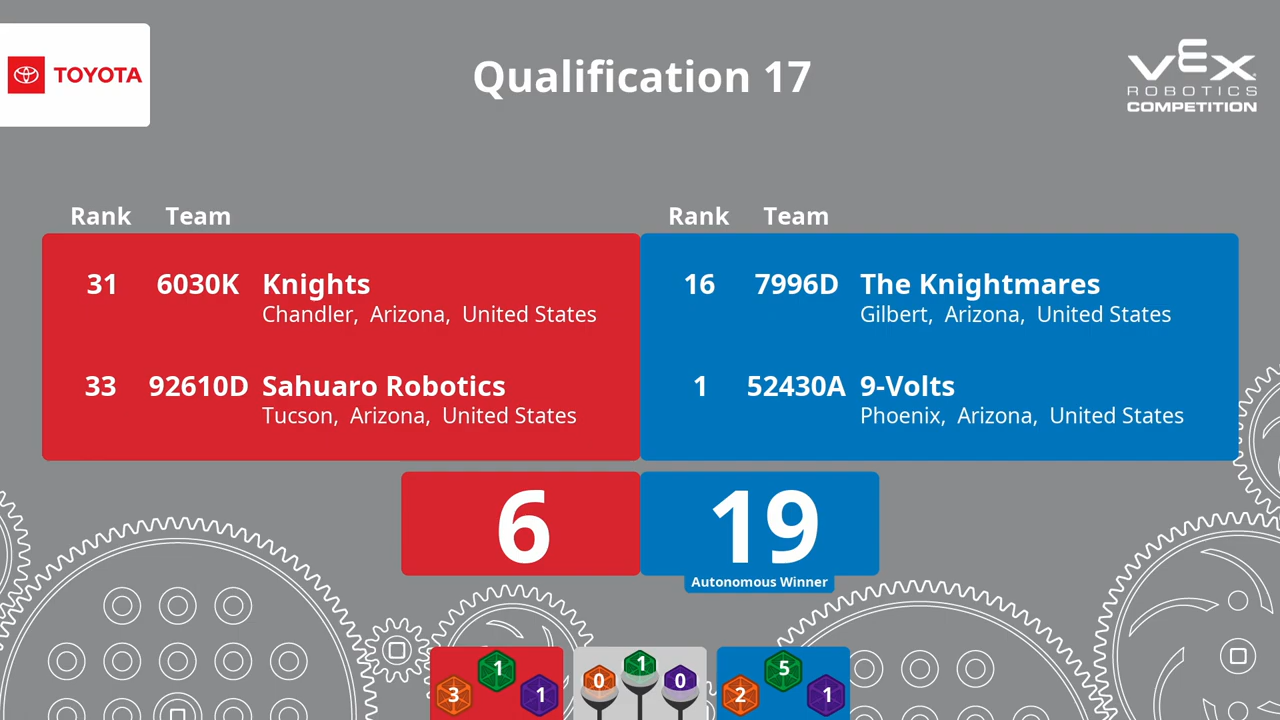 TOYOTA
Qualification 17
VEX
ROBOTICS
COMPETITION
Rank Team
31 6030K Knights
Chandler, Arizona, United States
33 92610D Sahuaro Robotics
Tucson, Arizona, United States
Rank Team
16 7996D The Knightmares
Gilbert, Arizona, United States
1 52430A 9-Volts
Phoenix, Arizona, United States
6
19
Autonomous Winner
3 1 1
0 1 0
2 5 1